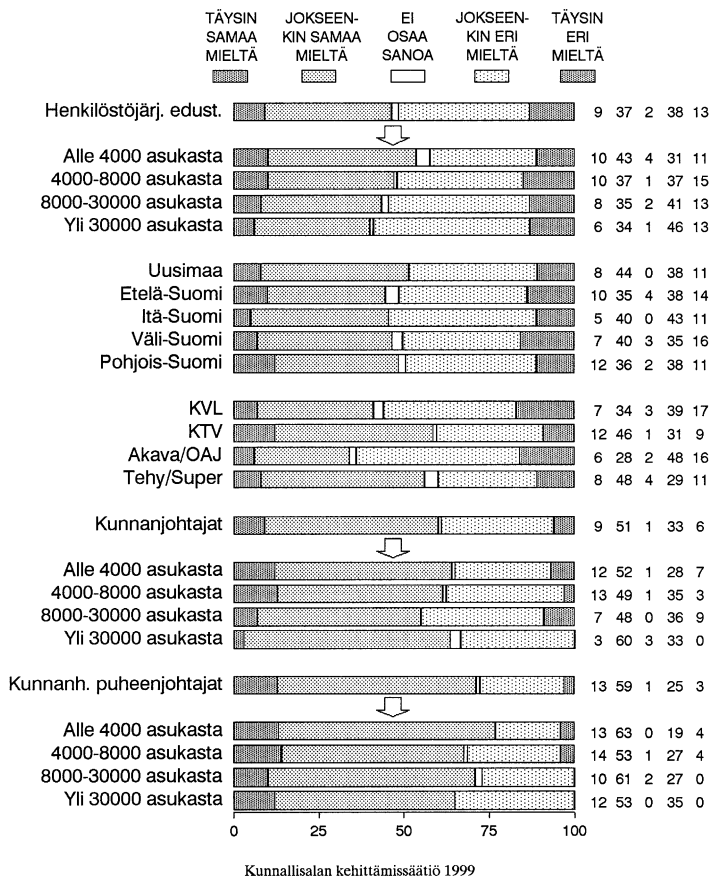 TÄYSIN JOKSEEN- EI JOKSEEN- TÄYSIN
SAMAA KIN SAMAA OSAA KIN ERI ERI
MIELTÄ MIELTÄ SANOA MIELTÄ MIELTÄ
Henkilöstöjärj. edust. 9 37 2 38 13
Alle 4000 asukasta 10 43 4 31 11
4000-8000 asukasta 10 37 1 37 15
8000-30000 asukasta 8 35 2 41 13
Yli 30000 asukasta 6 34 1 46 13
Uusimaa 8 44 0 38 11
Etelä-Suomi 10 35 4 38 14
Itä-Suomi 5 40 0 43 11
Väli-Suomi 7 40 3 35 16
Pohjois-Suomi 12 36 2 38 11
KVL 7 34 3 39 17
KTV 12 46 1 31 9
Akava/OAJ 6 28 2 48 16
Tehy/Super 8 48 4 29 11
Kunnanjohtajat 9 51 1 33 6
Alle 4000 asukasta 12 52 1 28 7
4000-8000 asukasta 13 49 1 35 3
8000-30000 asukasta 7 48 0 36 9
Yli 30000 asukasta 3 60 3 33 0
Kunnanh. puheenjohtajat 13 59 1 25 3
Alle 4000 asukasta 13 63 0 19 4
4000-8000 asukasta 14 53 1 27 4
8000-30000 asukasta 10 61 2 27 0
Yli 30000 asukasta 12 53 0 35 0
0 25 50 75 100
Kunnallisalan kehittämissäätiö 1999